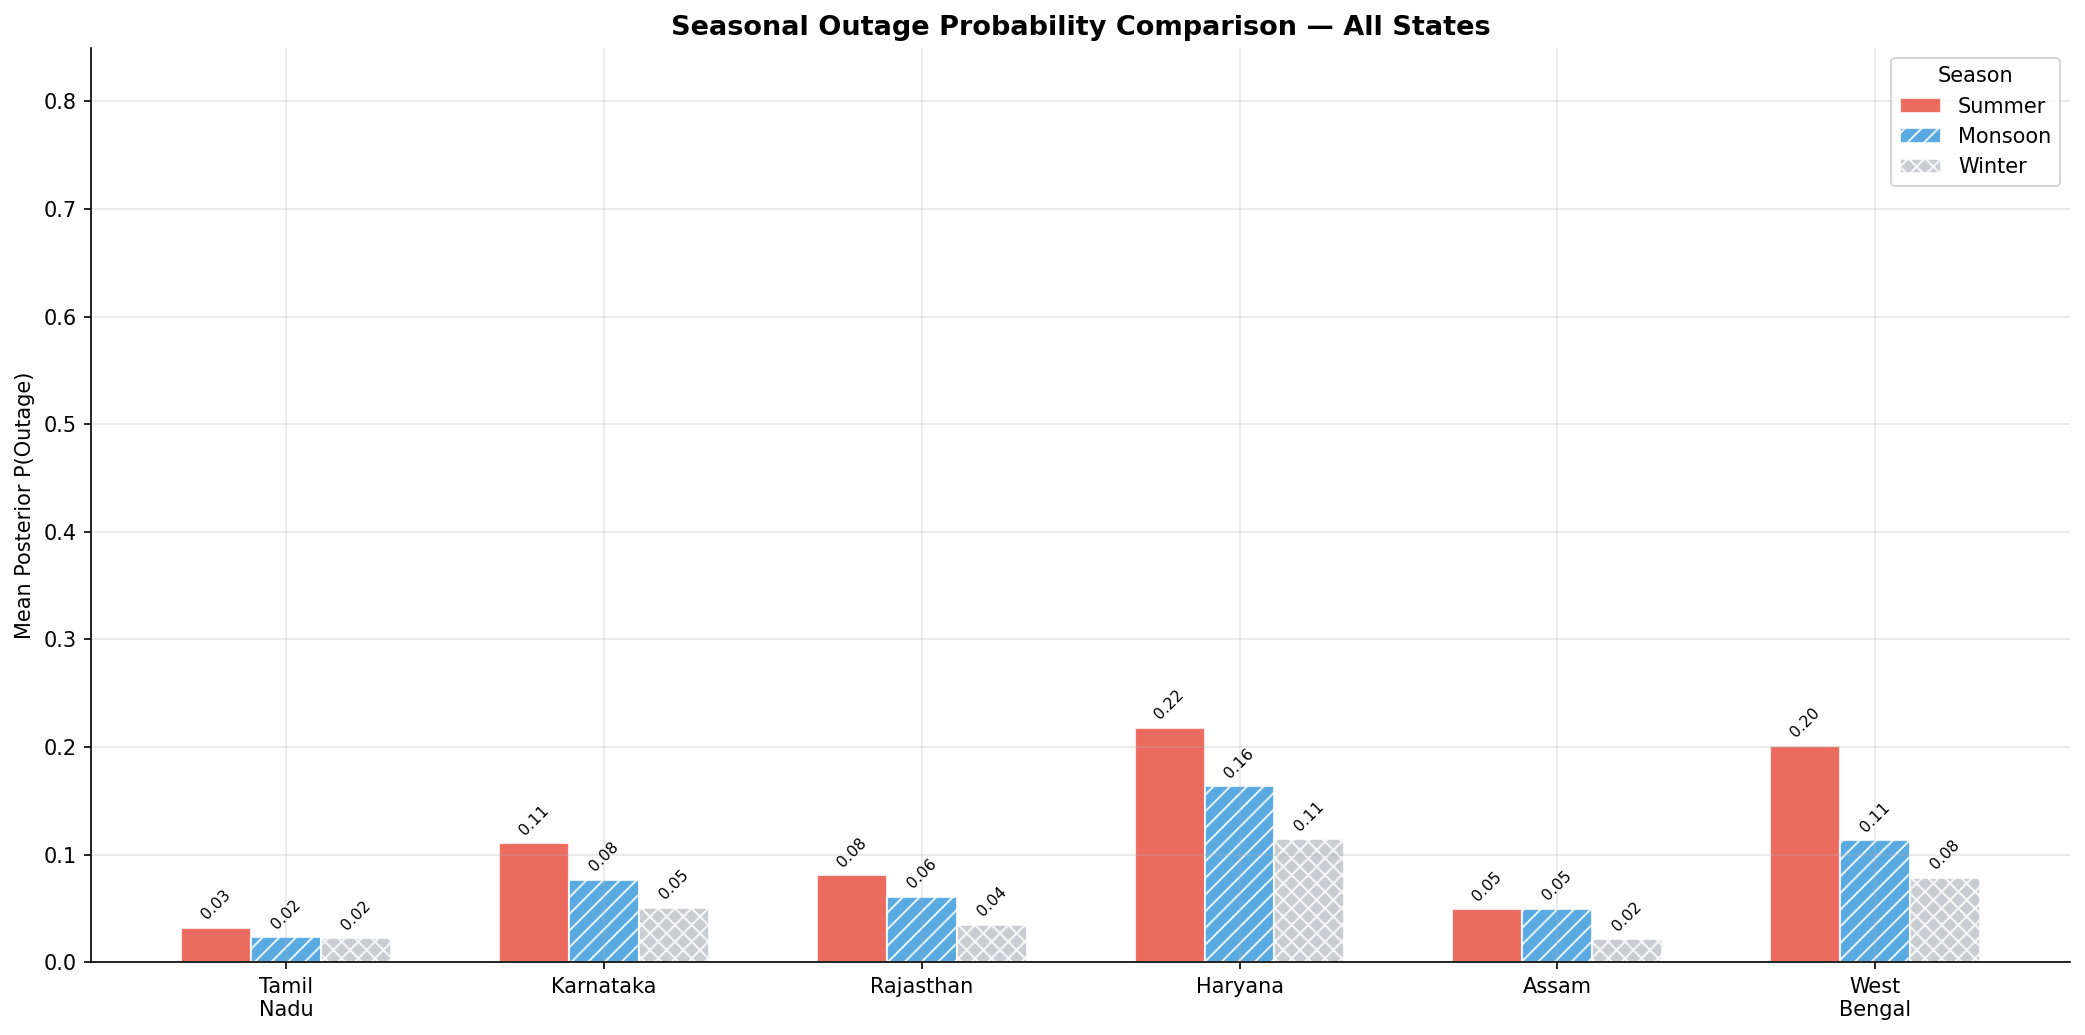 Seasonal Outage Probability Comparison — All States
Season
Summer
Monsoon
Winter
Mean Posterior P(Outage)
0.8
0.7
0.6
0.5
0.4
0.3
0.2
0.1
0.0
0.03
0.02
0.02
0.11
0.08
0.05
0.08
0.06
0.04
0.22
0.16
0.11
0.05
0.05
0.02
0.20
0.11
0.08
Tamil
Nadu
Karnataka
Rajasthan
Haryana
Assam
West
Bengal